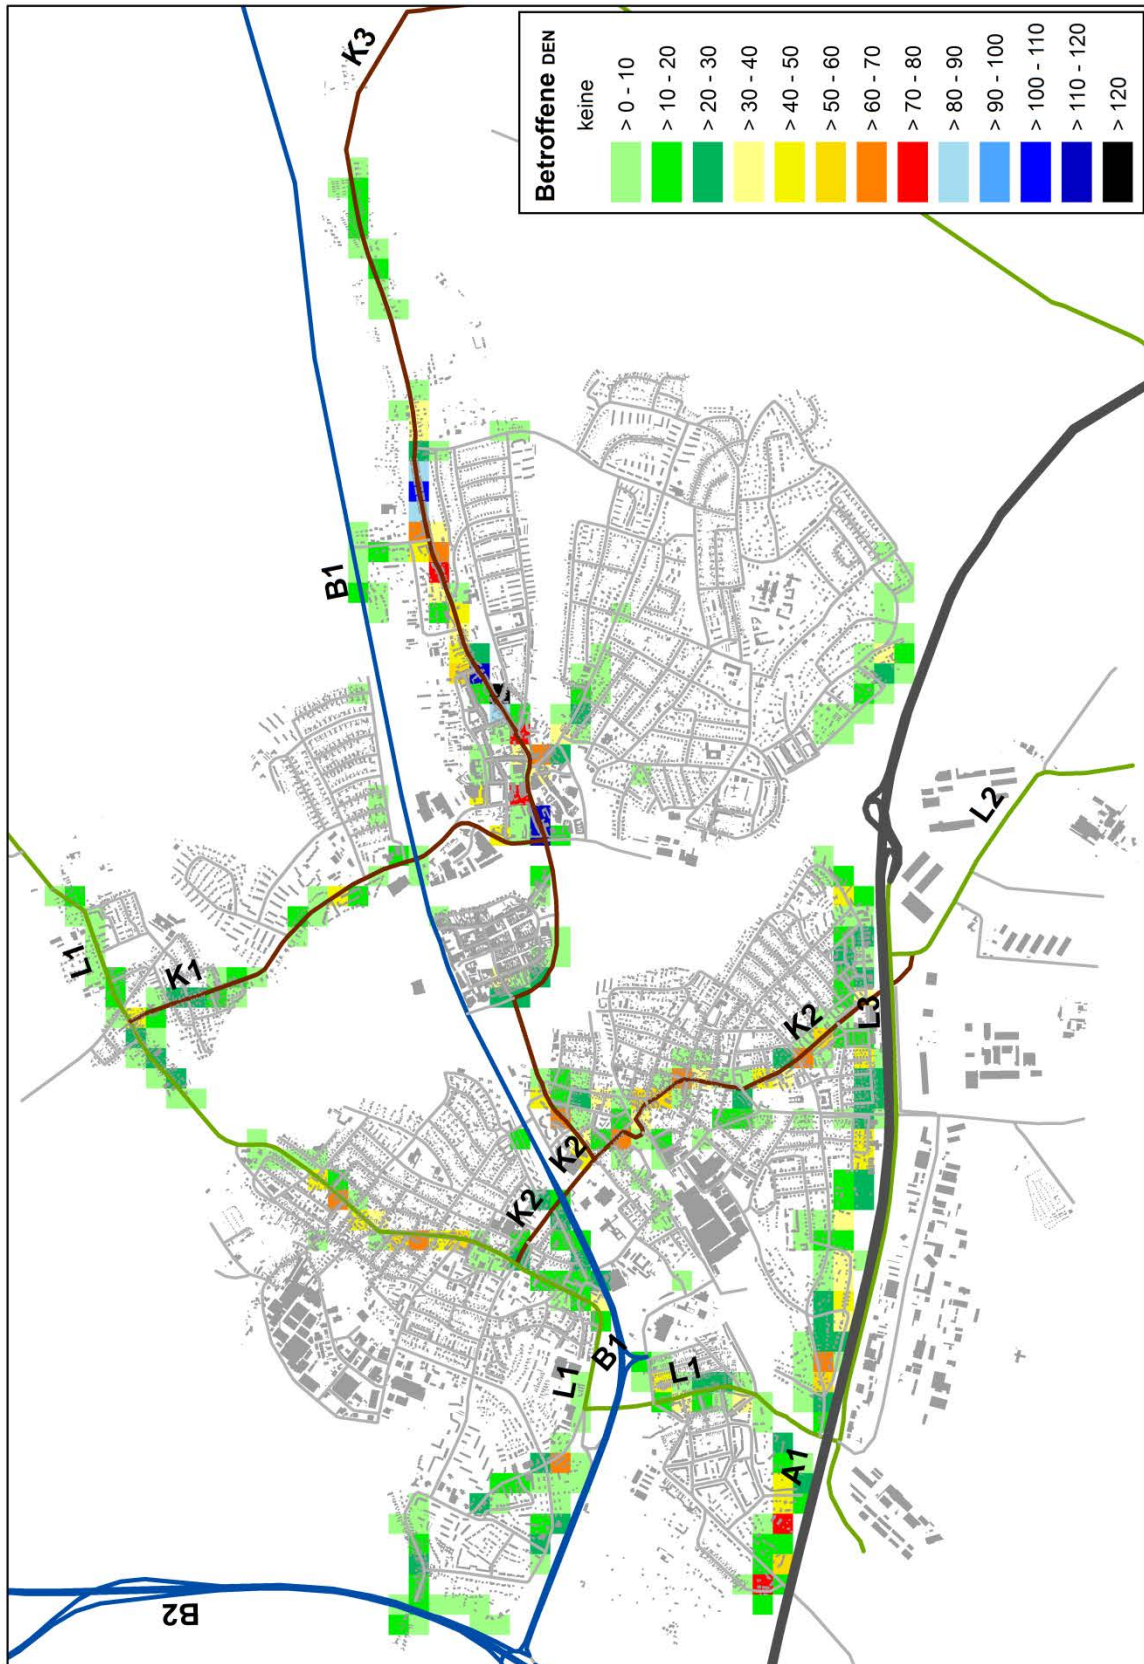 K3
B1
L1
K1
L2
K2
L3
K2
K2
L1
B1
L1
A1
B2
Betroffene DEN
keine
> 0 - 10
> 10 - 20
> 20 - 30
> 30 - 40
> 40 - 50
> 50 - 60
> 60 - 70
> 70 - 80
> 80 - 90
> 90 - 100
> 100 - 110
> 110 - 120
> 120